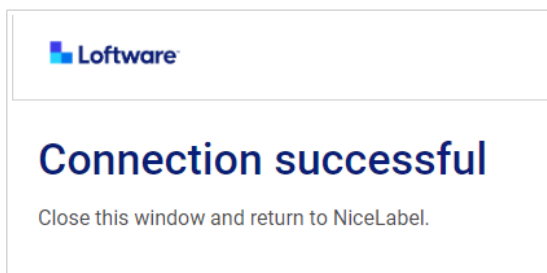 Loftware
Connection successful
Close this window and return to NiceLabel.